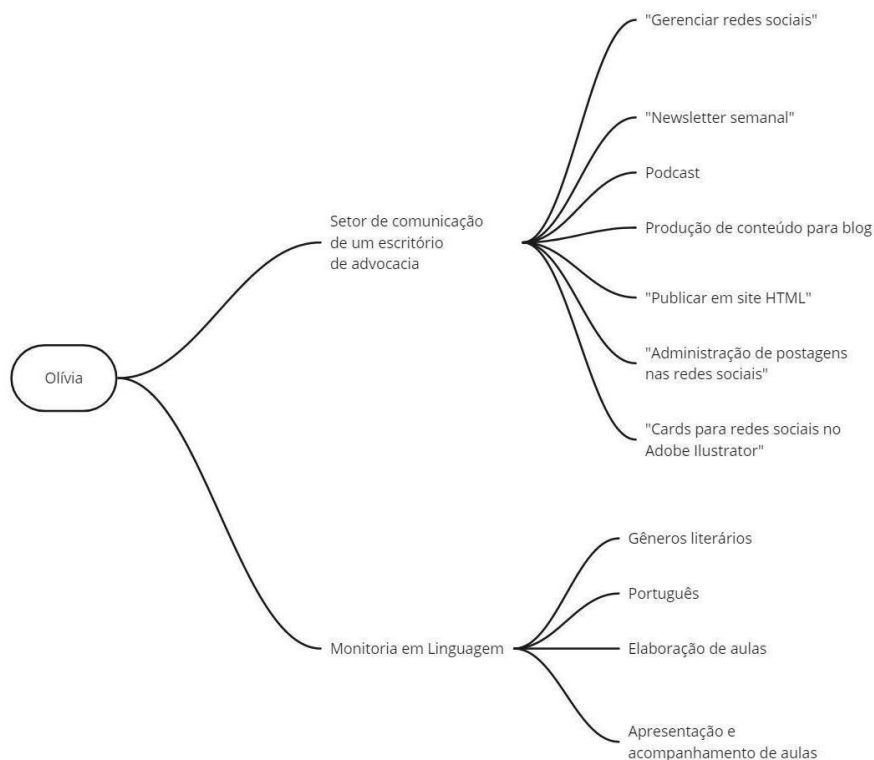 Olívia
Setor de comunicação
de um escritório
de advocacia
"Gerenciar redes sociais"
"Newsletter semanal"
Podcast
Produção de conteúdo para blog
"Publicar em site HTML"
"Administração de postagens
nas redes sociais"
"Cards para redes sociais no
Adobe Ilustrator"
Monitoria em Linguagem
Gêneros literários
Português
Elaboração de aulas
Apresentação e
acompanhamento de aulas